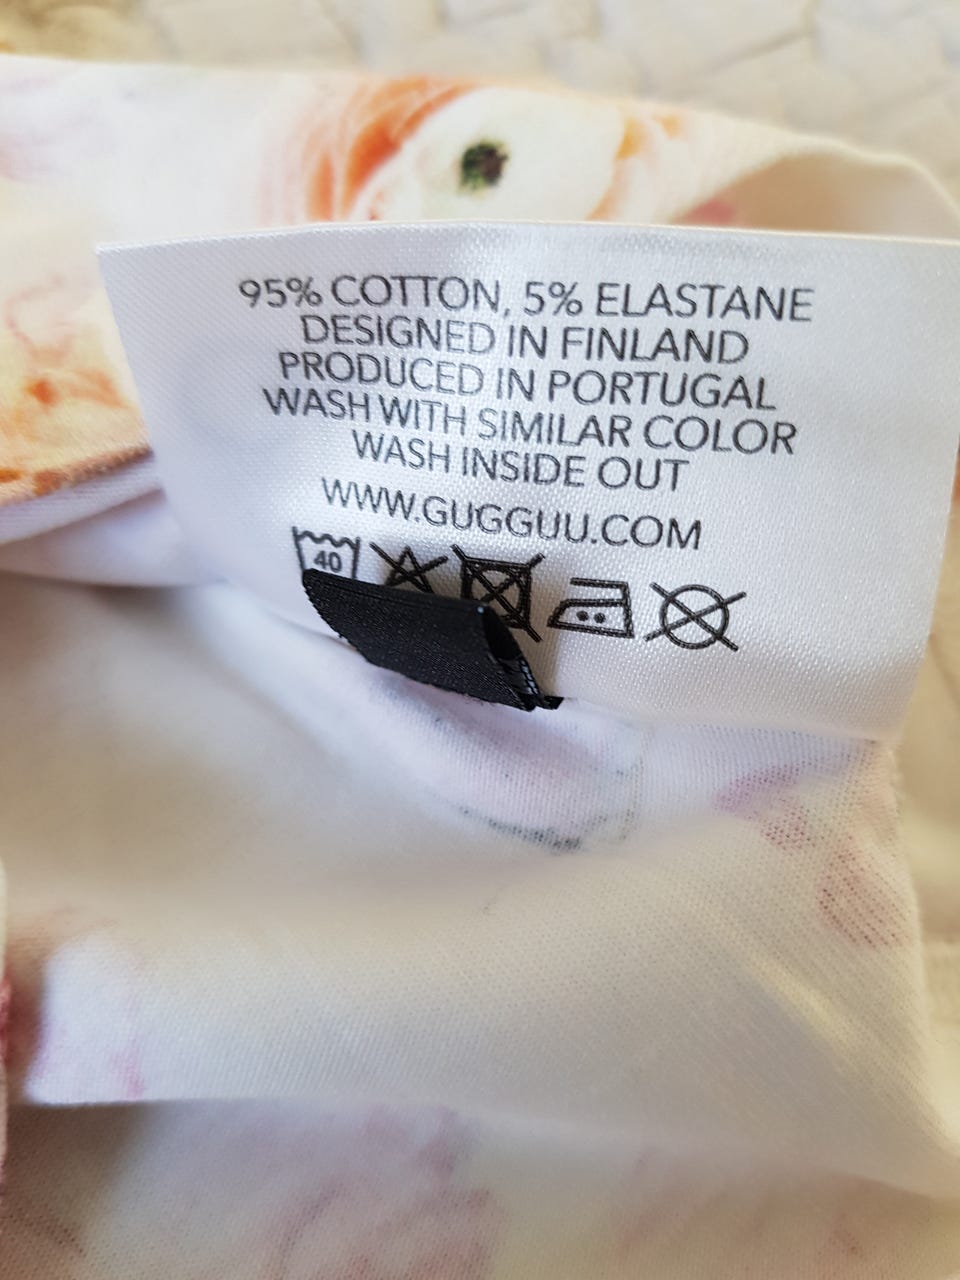 95% COTTON, 5% ELASTANE
DESIGNED IN FINLAND
PRODUCED IN PORTUGAL
WASH WITH SIMILAR COLOR
WASH INSIDE OUT
WWW.GUGGUU.COM
40